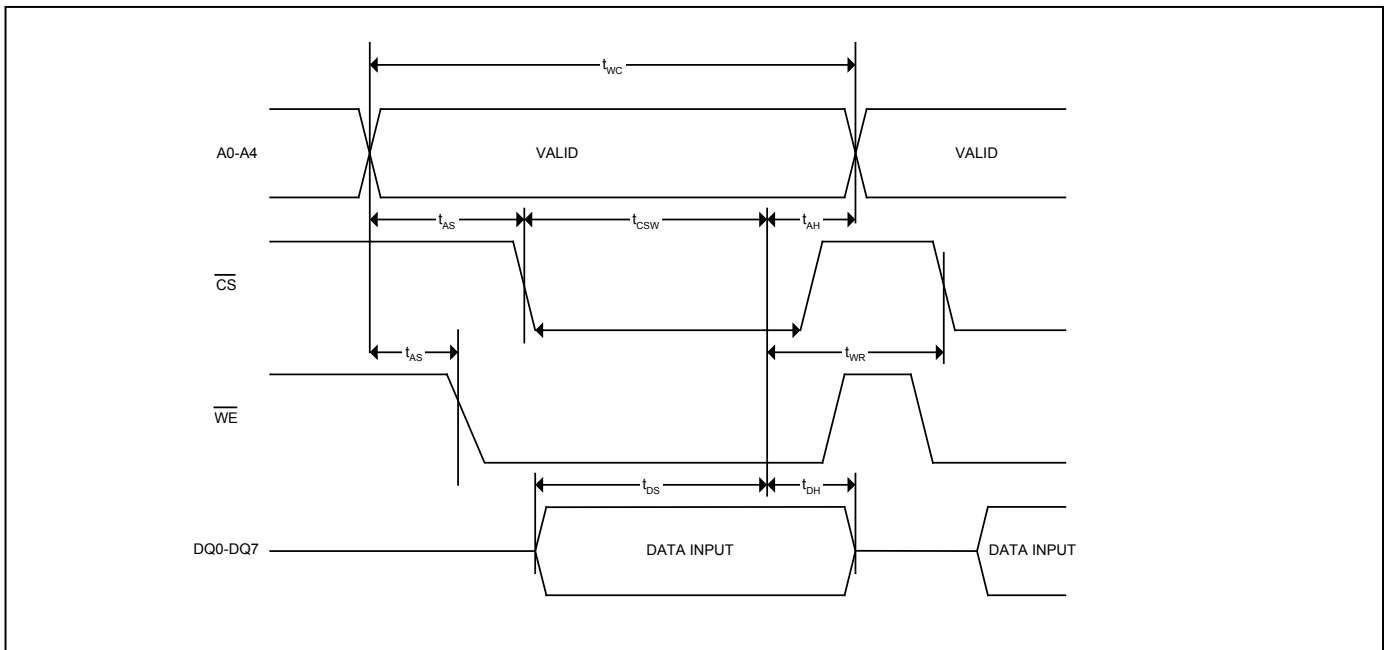 tWC
A0-A4
VALID
VALID
tAS
tCSW
tAH
CS
tAS
tWR
WE
tDS
tDH
DQ0-DQ7
DATA INPUT
DATA INPUT